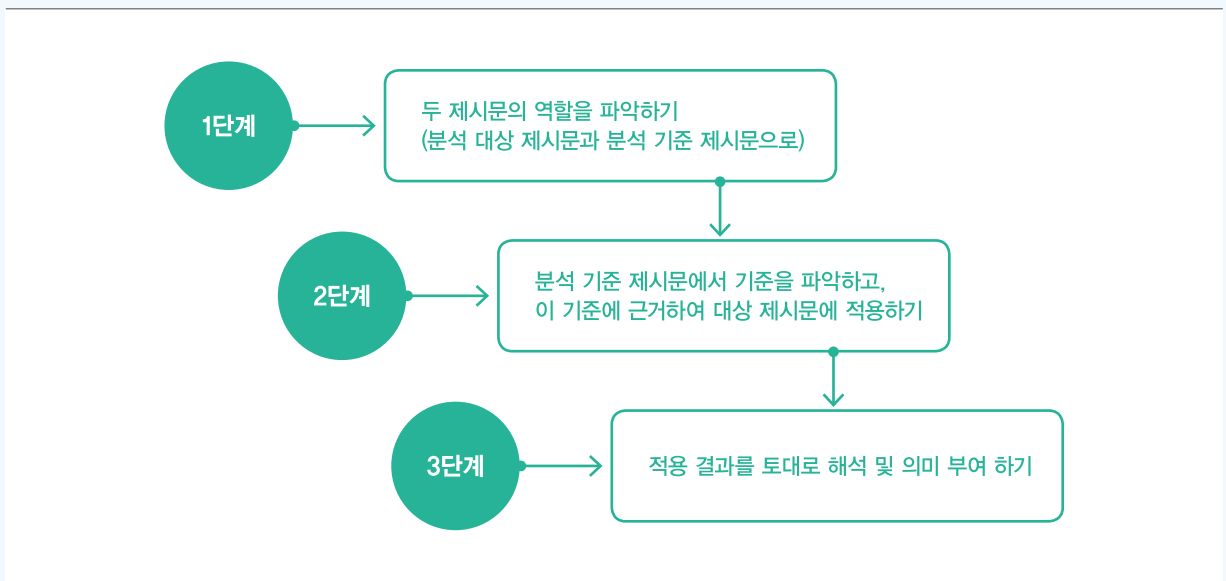 1단계
두 제시문의 역할을 파악하기
(분석 대상 제시문과 분석 기준 제시문으로)
2단계
분석 기준 제시문에서 기준을 파악하고,
이 기준에 근거하여 대상 제시문에 적용하기
3단계
적용 결과를 토대로 해석 및 의미 부여 하기